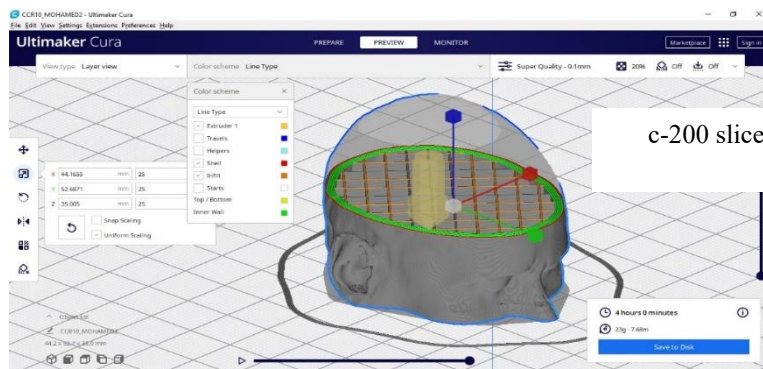 CCR10_MOHAMED2 - Ultimaker Cura
File Edit View Settings Extensions Preferences Help
Ultimaker Cura
PREPARE
PREVIEW
MONITOR
Marketplace
Sign in
View type Layer view
Color scheme Line Type
Super Quality - 0.1mm
20%
Off
Off
Color scheme
Line Type
Extruder 1
Travels
Helpers
Shell
Infill
Starts
Top / Bottom
Inner Wall
X 44.1655 mm 25
Y 52.6871 mm 25
Z 35.005 mm 25
Snap Scaling
Uniform Scaling
c-200 slice
CCR10_MOHAMED2
4 hours 0 minutes
23g · 7.68m
Save to Disk